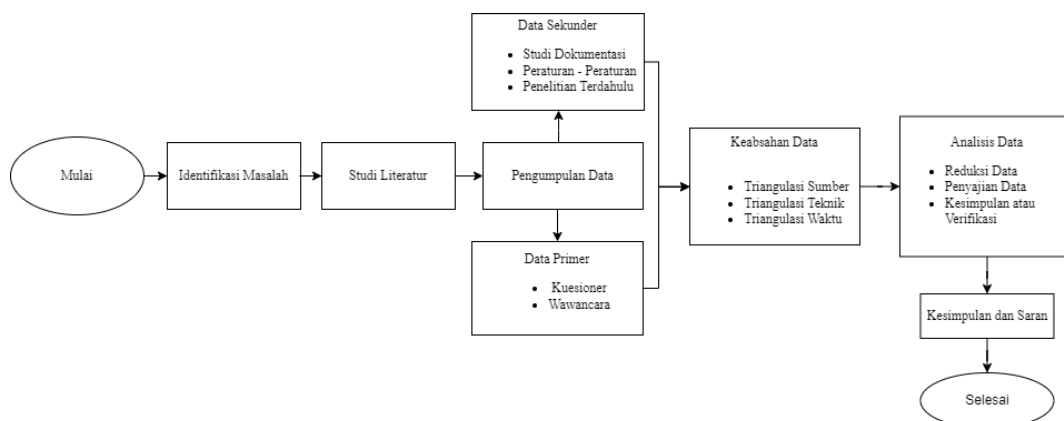 Mulai
Identifikasi Masalah
Studi Literatur
Pengumpulan Data
Data Sekunder
• Studi Dokumentasi
• Peraturan - Peraturan
• Penelitian Terdahulu
Data Primer
• Kuesioner
• Wawancara
Keabsahan Data
• Triangulasi Sumber
• Triangulasi Teknik
• Triangulasi Waktu
Analisis Data
• Reduksi Data
• Penyajian Data
• Kesimpulan atau
Verifikasi
Kesimpulan dan Saran
Selesai